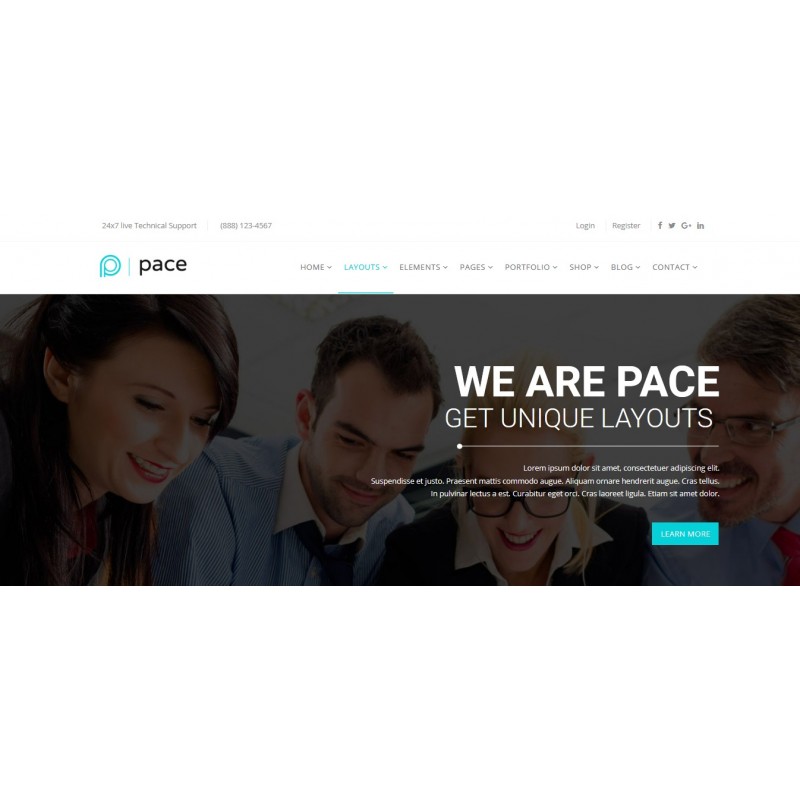 24x7 live Technical Support (888) 123-4567 Login Register
pace HOME LAYOUTS ELEMENTS PAGES PORTFOLIO SHOP BLOG CONTACT
WE ARE PACE
GET UNIQUE LAYOUTS
Lorem ipsum dolor sit amet, consectetuer adipiscing elit.
Suspendisse et justo. Praesent mattis commodo augue. Aliquam ornare hendrerit augue. Cras tellus.
In pulvinar lectus a est. Curabitur eget orci. Cras laoreet ligula. Etiam sit amet dolor.
LEARN MORE